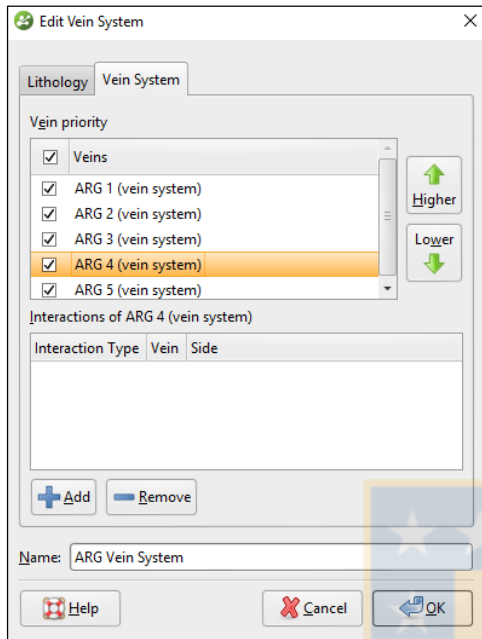 Edit Vein System
Lithology Vein System
Vein priority
Veins
ARG 1 (vein system)
ARG 2 (vein system)
ARG 3 (vein system)
ARG 4 (vein system)
ARG 5 (vein system)
Higher
Lower
Interactions of ARG 4 (vein system)
Interaction Type Vein Side
Add Remove
Name: ARG Vein System
Help Cancel OK